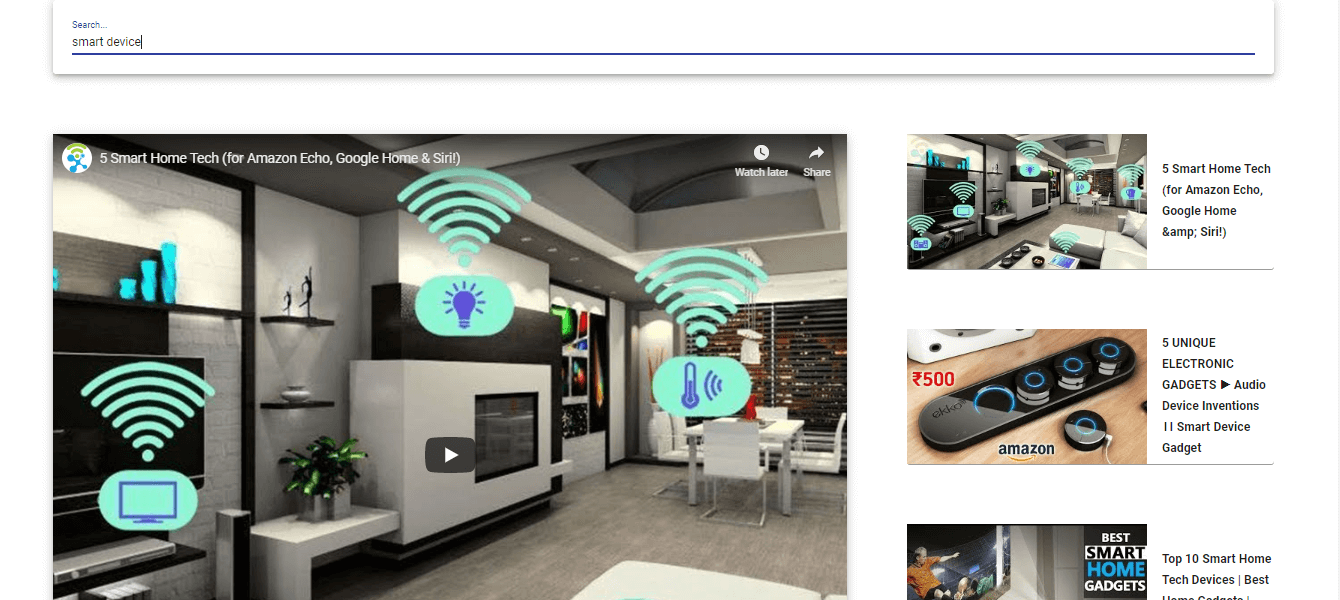 Search...
smart device
5 Smart Home Tech (for Amazon Echo, Google Home & Siri!)
Watch later
Share
5 Smart Home Tech
(for Amazon Echo,
Google Home
&amp; Siri!)
₹500
ekko
amazon
5 UNIQUE
ELECTRONIC
GADGETS ▶ Audio
Device Inventions
II Smart Device
Gadget
BEST
SMART
HOME
GADGETS
Top 10 Smart Home
Tech Devices | Best
Home Gadgets |